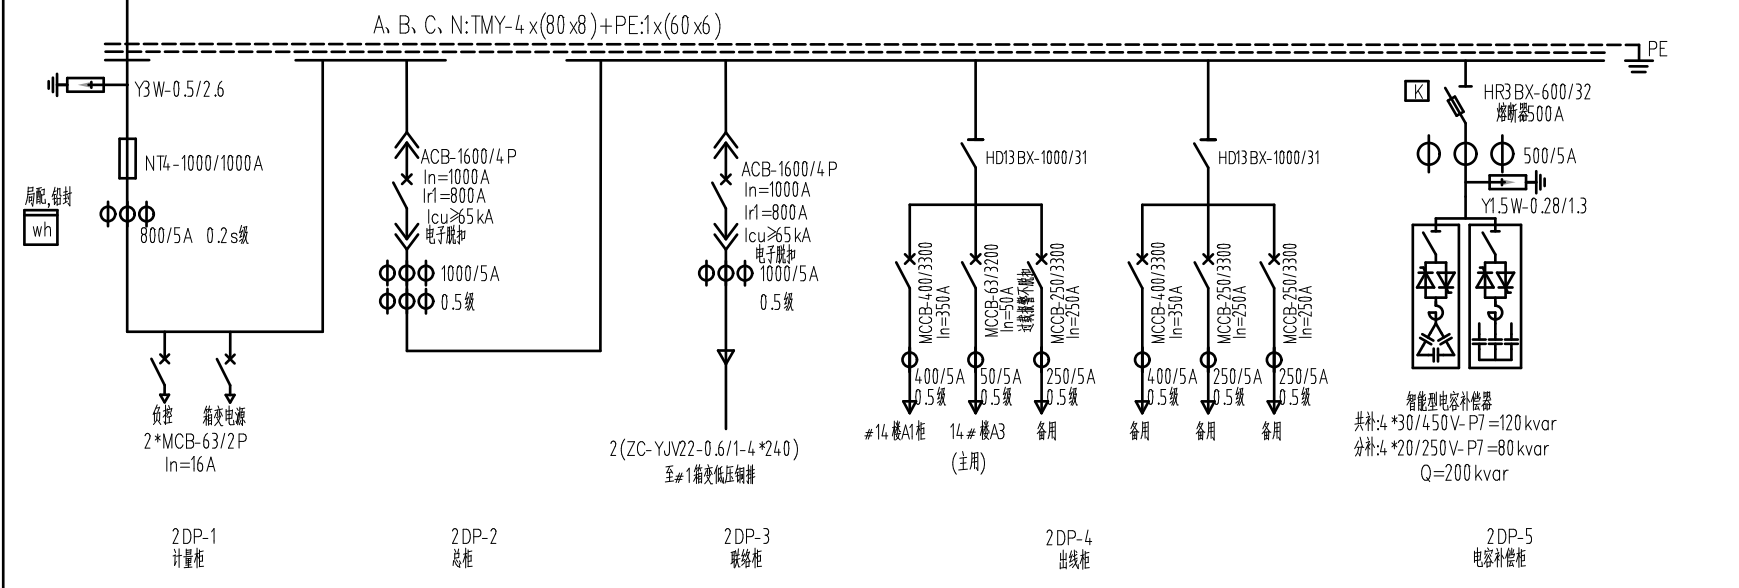 A、B、C、N:TMY-4x(80x8)+PE:1x(60x6)
PE
Y3W-0.5/2.6
NT4-1000/1000A
局配,铅封
wh
800/5A 0.2s级
负控
箱变电源
2*MCB-63/2P
In=16A
2DP-1
计量柜
ACB-1600/4P
In=1000A
Ir1=800A
Icu≥65kA
电子脱扣
1000/5A
0.5级
2DP-2
总柜
ACB-1600/4P
In=1000A
Ir1=800A
Icu≥65kA
电子脱扣
1000/5A
0.5级
2(ZC-YJV22-0.6/1-4*240)
至#1箱变低压铜排
2DP-3
联络柜
HD13BX-1000/31
MCCB-400/3300
In=350A
400/5A
0.5级
#14楼A1柜
MCCB-63/3200
In=50A
过载报警不脱扣
50/5A
0.5级
14#楼A3
(主用)
MCCB-250/3300
In=250A
250/5A
0.5级
备用
HD13BX-1000/31
MCCB-400/3300
In=350A
400/5A
0.5级
备用
MCCB-250/3300
In=250A
250/5A
0.5级
备用
MCCB-250/3300
In=250A
250/5A
0.5级
备用
2DP-4
出线柜
K
HR3BX-600/32
熔断器500A
500/5A
Y1.5W-0.28/1.3
智能型电容补偿器
共补:4*30/450V-P7=120kvar
分补:4*20/250V-P7=80kvar
Q=200kvar
2DP-5
电容补偿柜